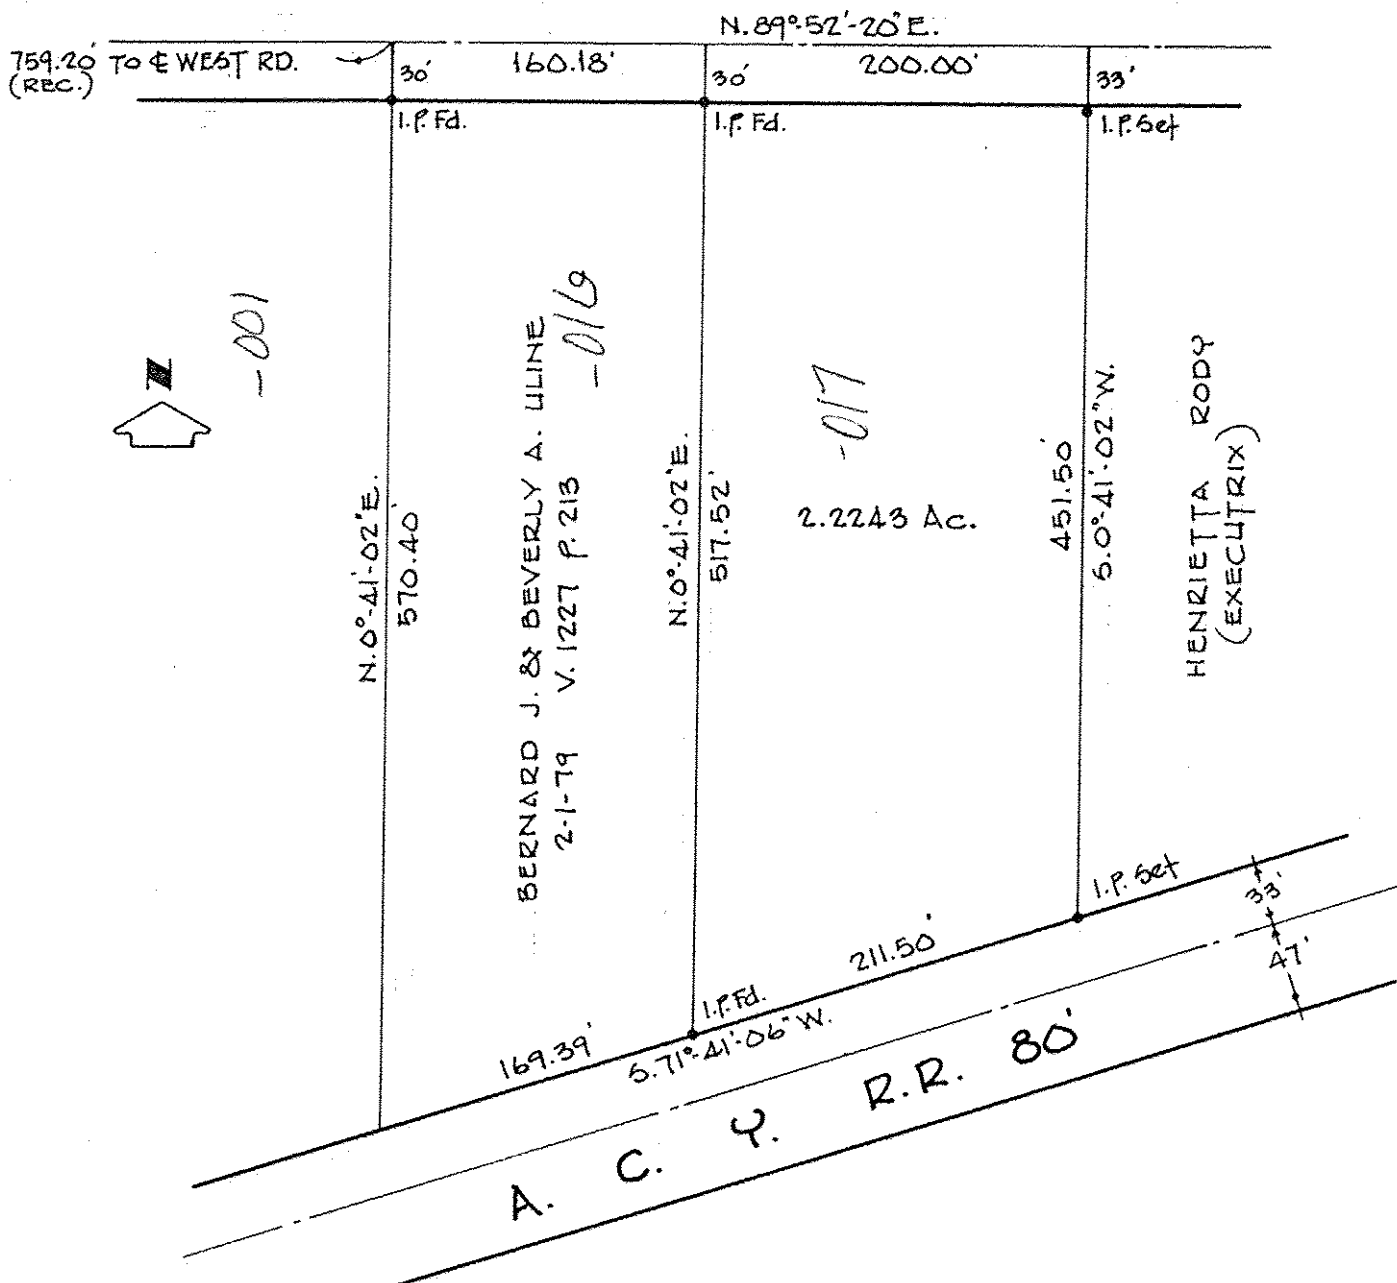 N. 89°-52'-20" E.
759.20' TO ℄ WEST RD.
(REC.)
30'
160.18'
30'
200.00'
33'
I.P. Fd.
I.P. Fd.
I.P. Set
-001
N
BERNARD J. & BEVERLY A. ULINE
2-1-79 V. 1227 P. 213
-016
-017
HENRIETTA RODY
(EXECUTRIX)
N. 0°-41'-02" E.
570.40'
N. 0°-41'-02" E.
517.52'
2.2243 Ac.
451.50'
S. 0°-41'-02" W.
I.P. Set
33'
47'
211.50'
I.P. Fd.
169.39'
S. 71°-41'-06" W.
A. C. Y. R.R. 80'